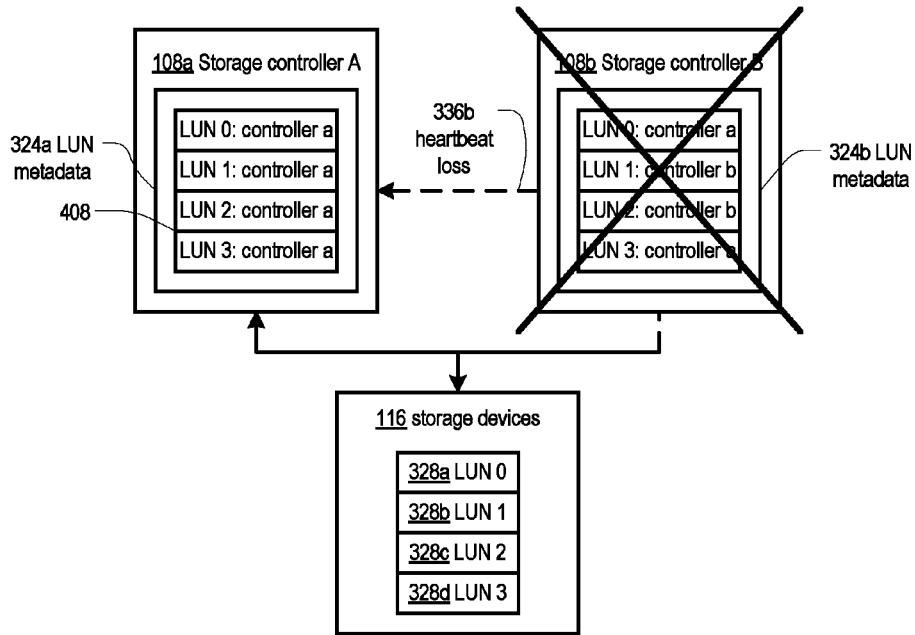 108a Storage controller A
108b Storage controller B
336b
heartbeat
loss
324a LUN
metadata
408
LUN 0: controller a
LUN 1: controller a
LUN 2: controller a
LUN 3: controller a
LUN 0: controller a
LUN 1: controller b
LUN 2: controller b
LUN 3: controller a
324b LUN
metadata
116 storage devices
328a LUN 0
328b LUN 1
328c LUN 2
328d LUN 3